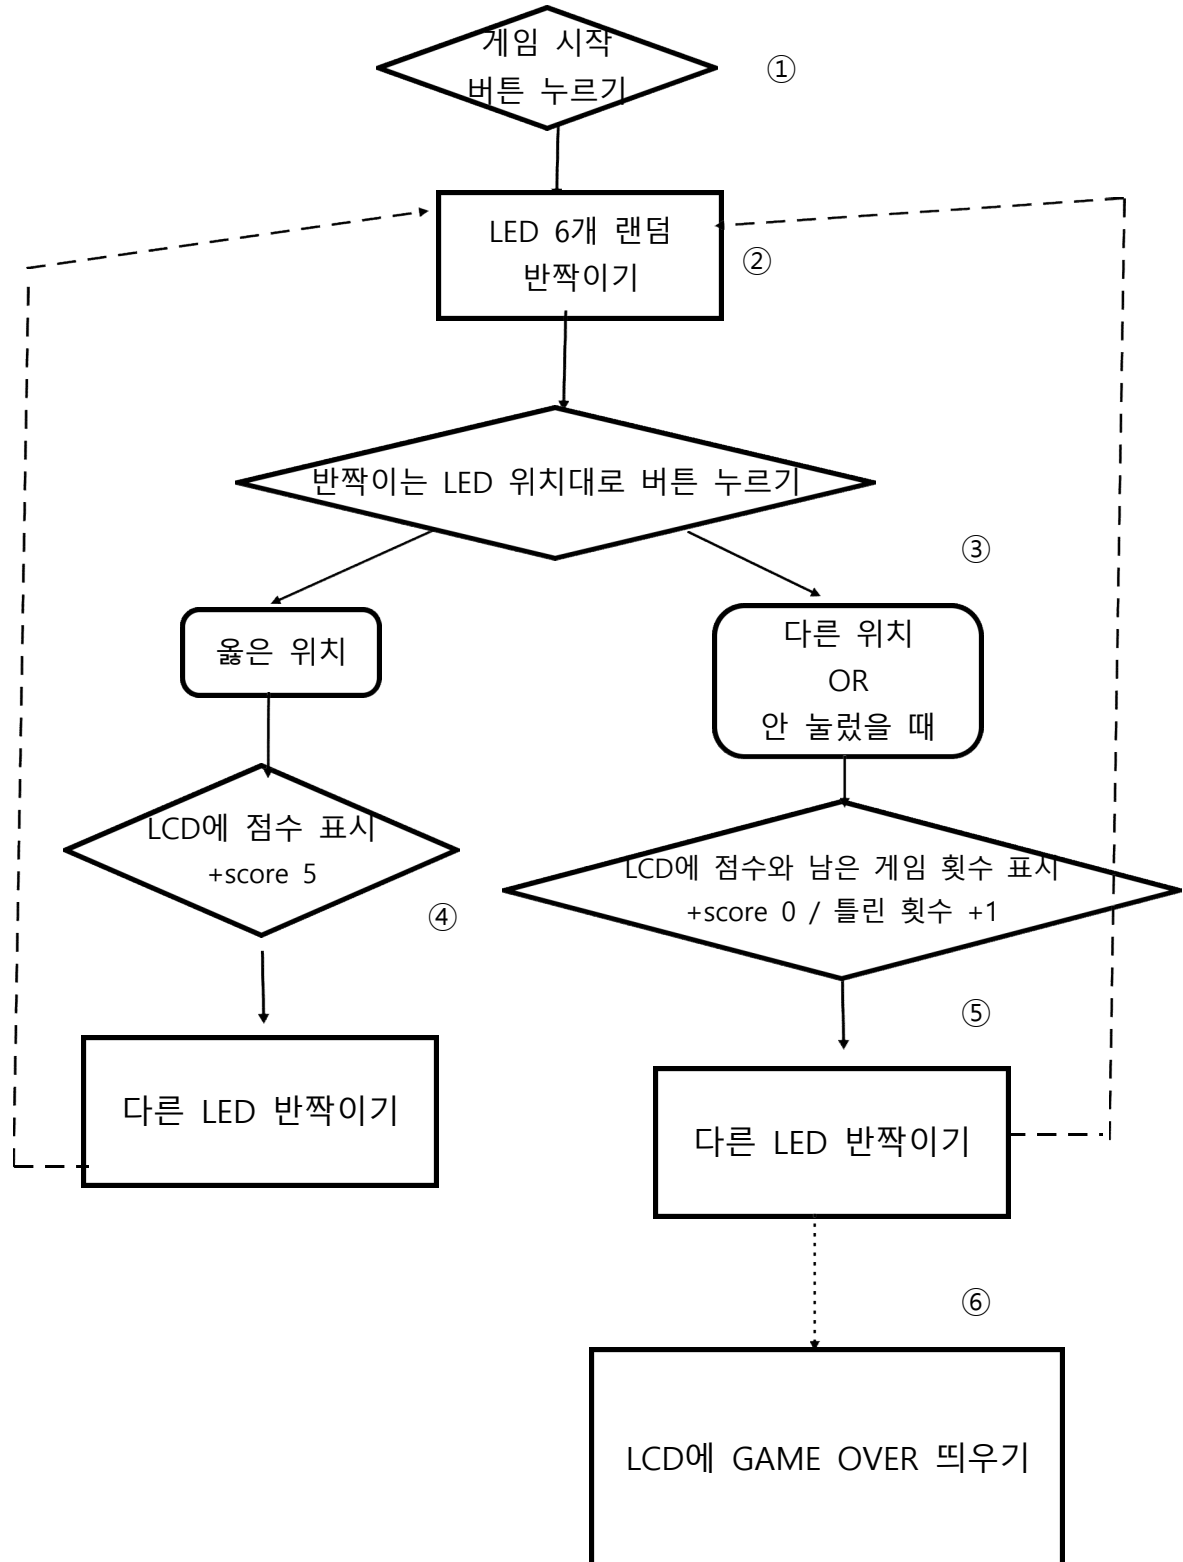 게임 시작
버튼 누르기
①
LED 6개 랜덤
반짝이기
②
반짝이는 LED 위치대로 버튼 누르기
③
옳은 위치
다른 위치
OR
안 눌렀을 때
LCD에 점수 표시
+score 5
④
LCD에 점수와 남은 게임 횟수 표시
+score 0 / 틀린 횟수 +1
⑤
다른 LED 반짝이기
다른 LED 반짝이기
⑥
LCD에 GAME OVER 띄우기